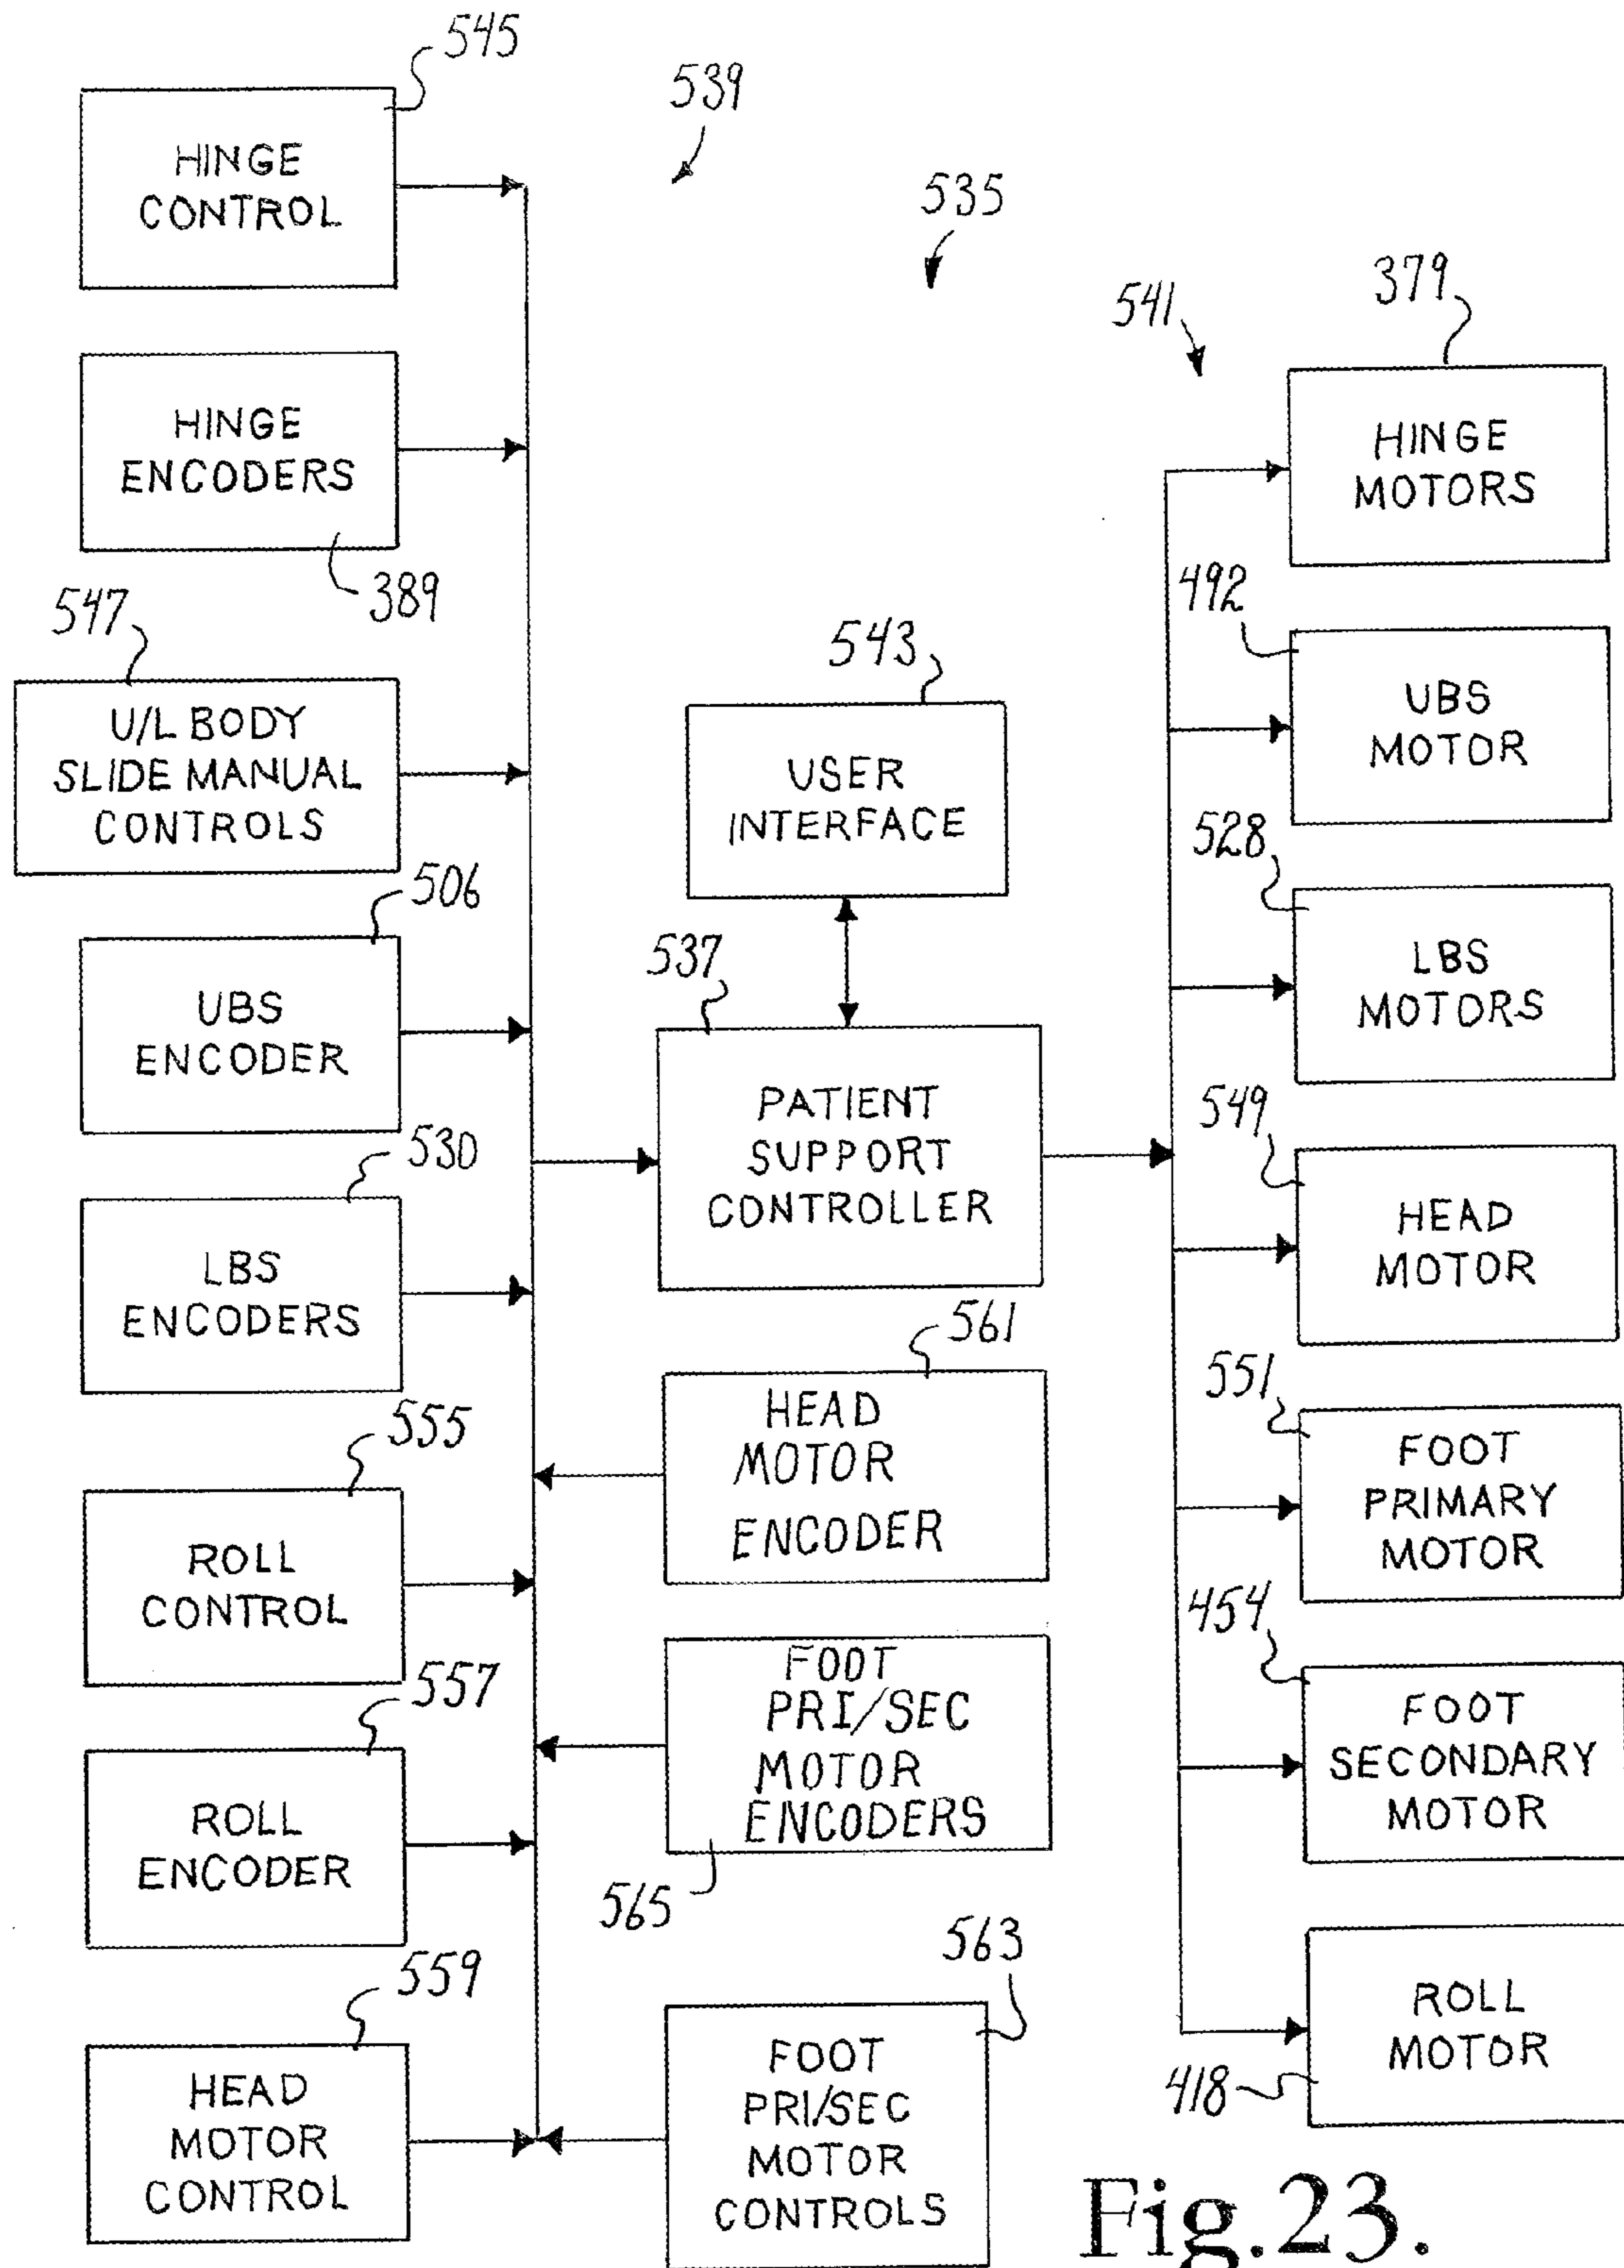 545
HINGE
CONTROL
539
535
541
379
HINGE
ENCODERS
389
HINGE
MOTORS
547
U/L BODY
SLIDE MANUAL
CONTROLS
543
USER
INTERFACE
492
UBS
MOTOR
506
UBS
ENCODER
537
PATIENT
SUPPORT
CONTROLLER
528
LBS
MOTORS
530
LBS
ENCODERS
549
HEAD
MOTOR
561
HEAD
MOTOR
ENCODER
551
FOOT
PRIMARY
MOTOR
555
ROLL
CONTROL
FOOT
PRI/SEC
MOTOR
ENCODERS
565
454
FOOT
SECONDARY
MOTOR
557
ROLL
ENCODER
559
HEAD
MOTOR
CONTROL
563
FOOT
PRI/SEC
MOTOR
CONTROLS
ROLL
MOTOR
418
Fig.23.